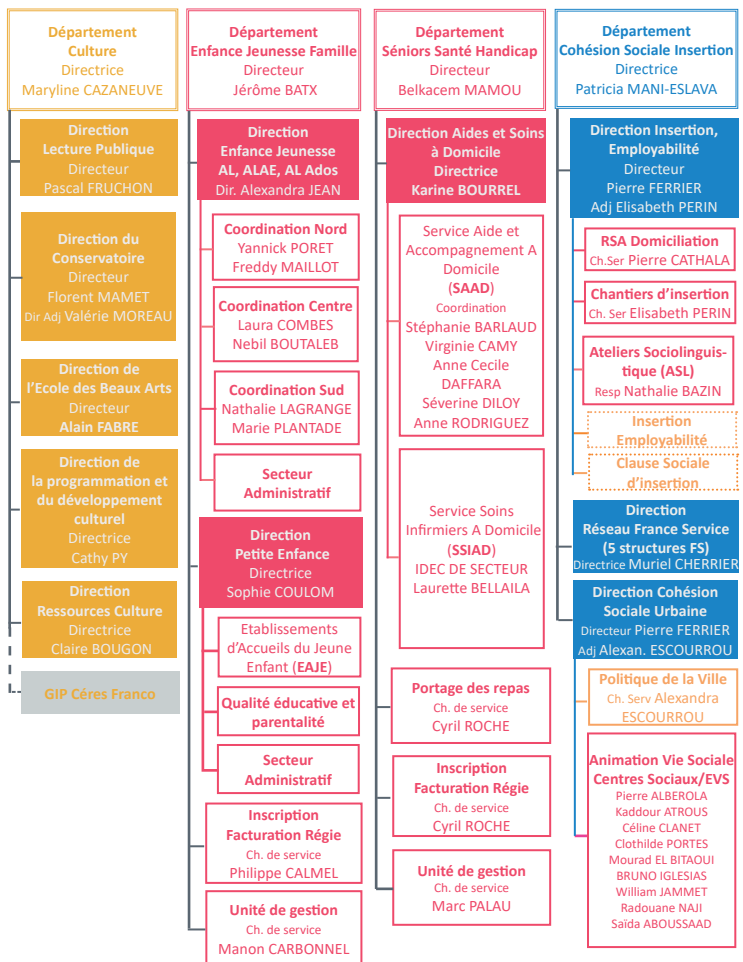 Département
Culture
Directrice
Maryline CAZANEUVE
Direction
Lecture Publique
Directeur
Pascal FRUCHON
Direction du
Conservatoire
Directeur
Florent MAMET
Dir Adj Valérie MOREAU
Direction de
l'Ecole des Beaux Arts
Directeur
Alain FABRE
Direction de
la programmation et
du développement
culturel
Directrice
Cathy PY
Direction
Ressources Culture
Directrice
Claire BOUGON
GIP Céres Franco
Département
Enfance Jeunesse Famille
Directeur
Jérôme BATX
Direction
Enfance Jeunesse
AL, ALAE, AL Ados
Dir. Alexandra JEAN
Coordination Nord
Yannick PORET
Freddy MAILLOT
Coordination Centre
Laura COMBES
Nebil BOUTALEB
Coordination Sud
Nathalie LAGRANGE
Marie PLANTADE
Secteur
Administratif
Direction
Petite Enfance
Directrice
Sophie COULOM
Etablissements
d'Accueils du Jeune
Enfant (EAJE)
Qualité éducative et
parentalité
Secteur
Administratif
Inscription
Facturation Régie
Ch. de service
Philippe CALMEL
Unité de gestion
Ch. de service
Manon CARBONNEL
Département
Séniors Santé Handicap
Directeur
Belkacem MAMOU
Direction Aides et Soins
à Domicile
Directrice
Karine BOURREL
Service Aide et
Accompagnement A
Domicile
(SAAD)
Coordination
Stéphanie BARLAUD
Virginie CAMY
Anne Cecile
DAFFARA
Séverine DILOY
Anne RODRIGUEZ
Service Soins
Infirmiers A Domicile
(SSIAD)
IDEC DE SECTEUR
Laurette BELLAILA
Portage des repas
Ch. de service
Cyril ROCHE
Inscription
Facturation Régie
Ch. de service
Cyril ROCHE
Unité de gestion
Ch. de service
Marc PALAU
Département
Cohésion Sociale Insertion
Directrice
Patricia MANI-ESLAVA
Direction Insertion,
Employabilité
Directeur
Pierre FERRIER
Adj Elisabeth PERIN
RSA Domiciliation
Ch.Ser Pierre CATHALA
Chantiers d'insertion
Ch. Ser Elisabeth PERIN
Ateliers Sociolinguis-
tique (ASL)
Resp Nathalie BAZIN
Insertion
Employabilité
Clause Sociale
d'insertion
Direction
Réseau France Service
(5 structures FS)
Directrice Muriel CHERRIER
Direction Cohésion
Sociale Urbaine
Directeur Pierre FERRIER
Adj Alexan. ESCOURROU
Politique de la Ville
Ch. Serv Alexandra
ESCOURROU
Animation Vie Sociale
Centres Sociaux/EVS
Pierre ALBEROLA
Kaddour ATROUS
Céline CLANET
Clothilde PORTES
Mourad EL BITAOUI
BRUNO IGLESIAS
William JAMMET
Radouane NAJI
Saïda ABOUSSAAD